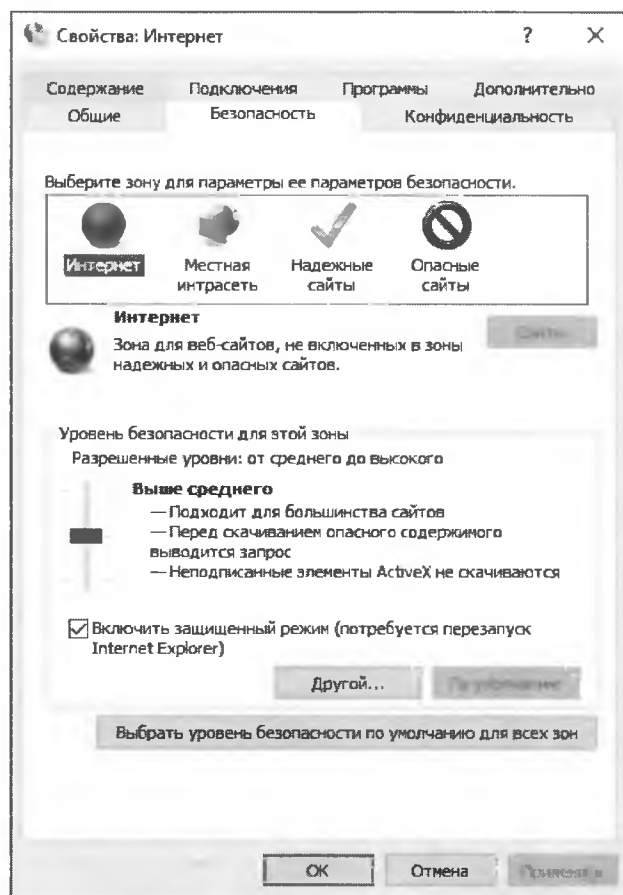 Свойства: Интернет ? ×
Содержание Подключения Программы Дополнительно
Общие Безопасность Конфиденциальность
Выберите зону для параметры ее параметров безопасности.
Интернет Местная интрасеть Надежные сайты Опасные сайты
Интернет
Зона для веб-сайтов, не включенных в зоны
надежных и опасных сайтов.
Сайты
Уровень безопасности для этой зоны
Разрешенные уровни: от среднего до высокого
Выше среднего
— Подходит для большинства сайтов
— Перед скачиванием опасного содержимого
выводится запрос
— Неподписанные элементы ActiveX не скачиваются
Включить защищенный режим (потребуется перезапуск
Internet Explorer)
Другой... По умолчанию
Выбрать уровень безопасности по умолчанию для всех зон
ОК Отмена Применить